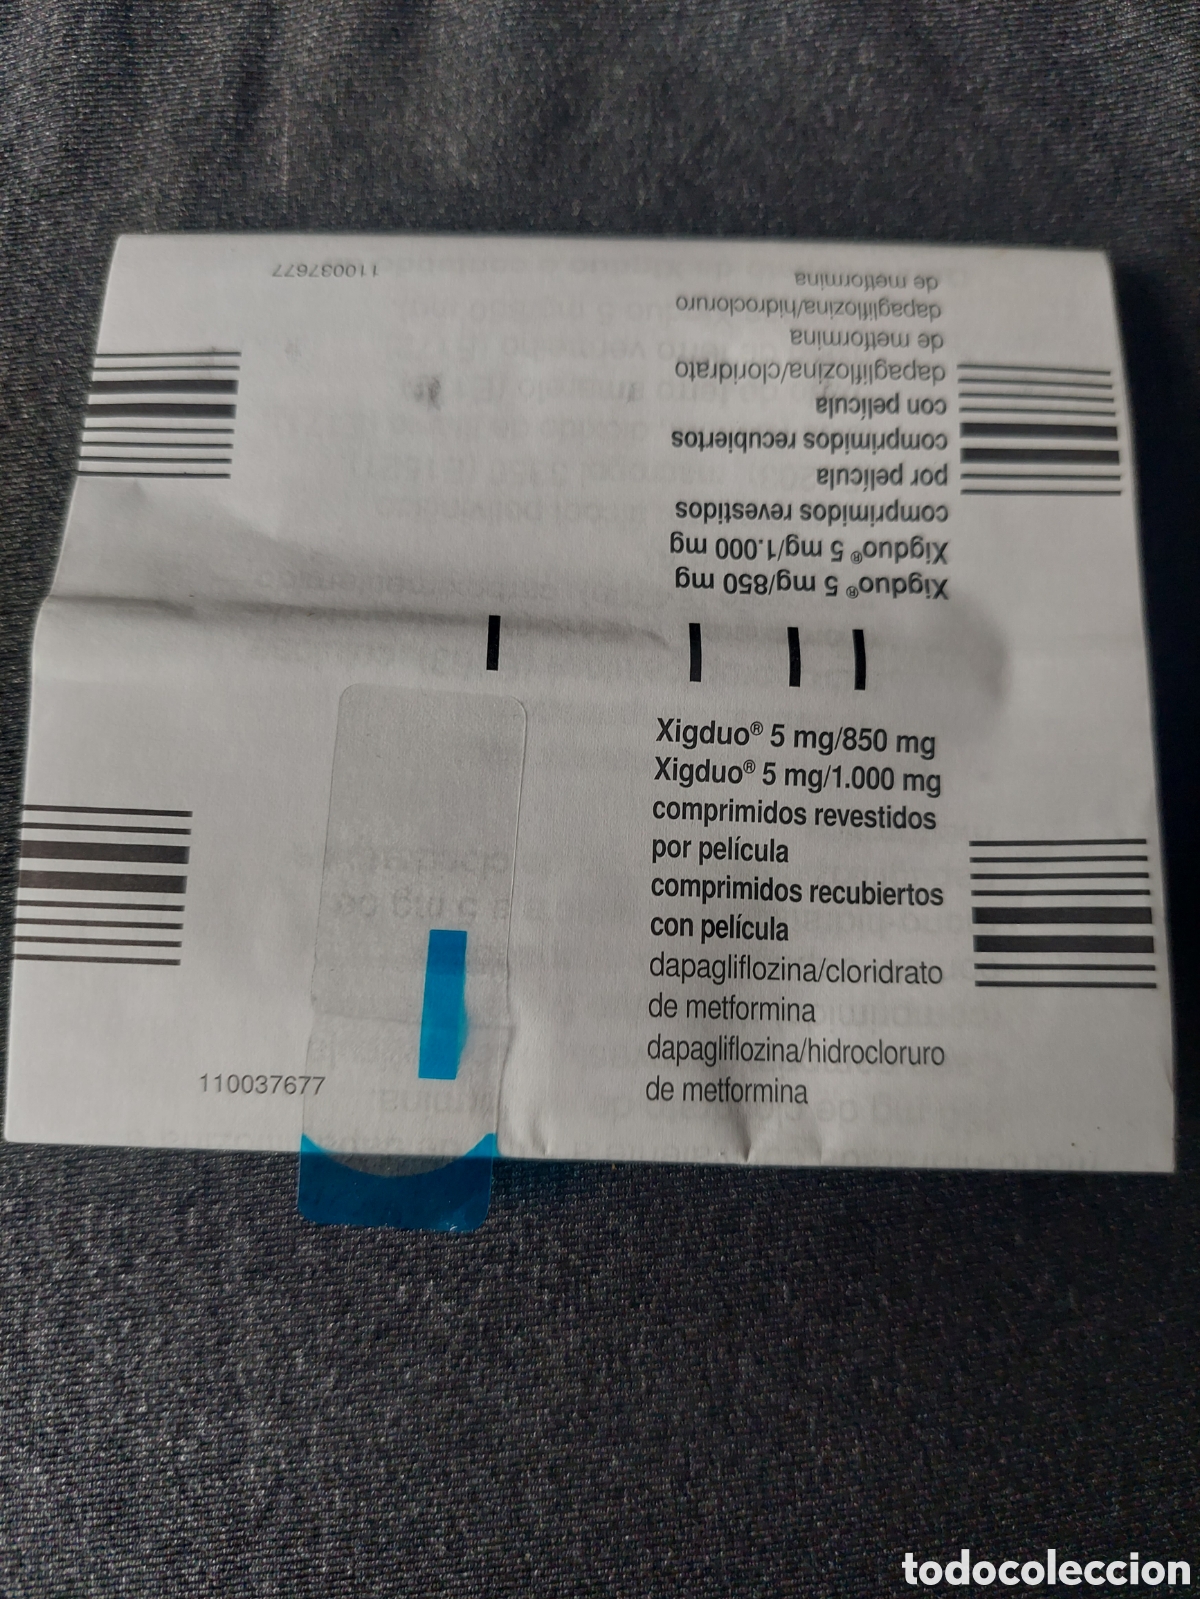 110037677
de metformina
dapagliflozina/hidrocloruro
de metformina
dapagliflozina/cloridrato
con película
comprimidos recubiertos
por película
comprimidos revestidos
Xigduo® 5 mg/1.000 mg
Xigduo® 5 mg/850 mg
Xigduo® 5 mg/850 mg
Xigduo® 5 mg/1.000 mg
comprimidos revestidos
por película
comprimidos recubiertos
con película
dapagliflozina/cloridrato
de metformina
dapagliflozina/hidrocloruro
de metformina
110037677
todocoleccion